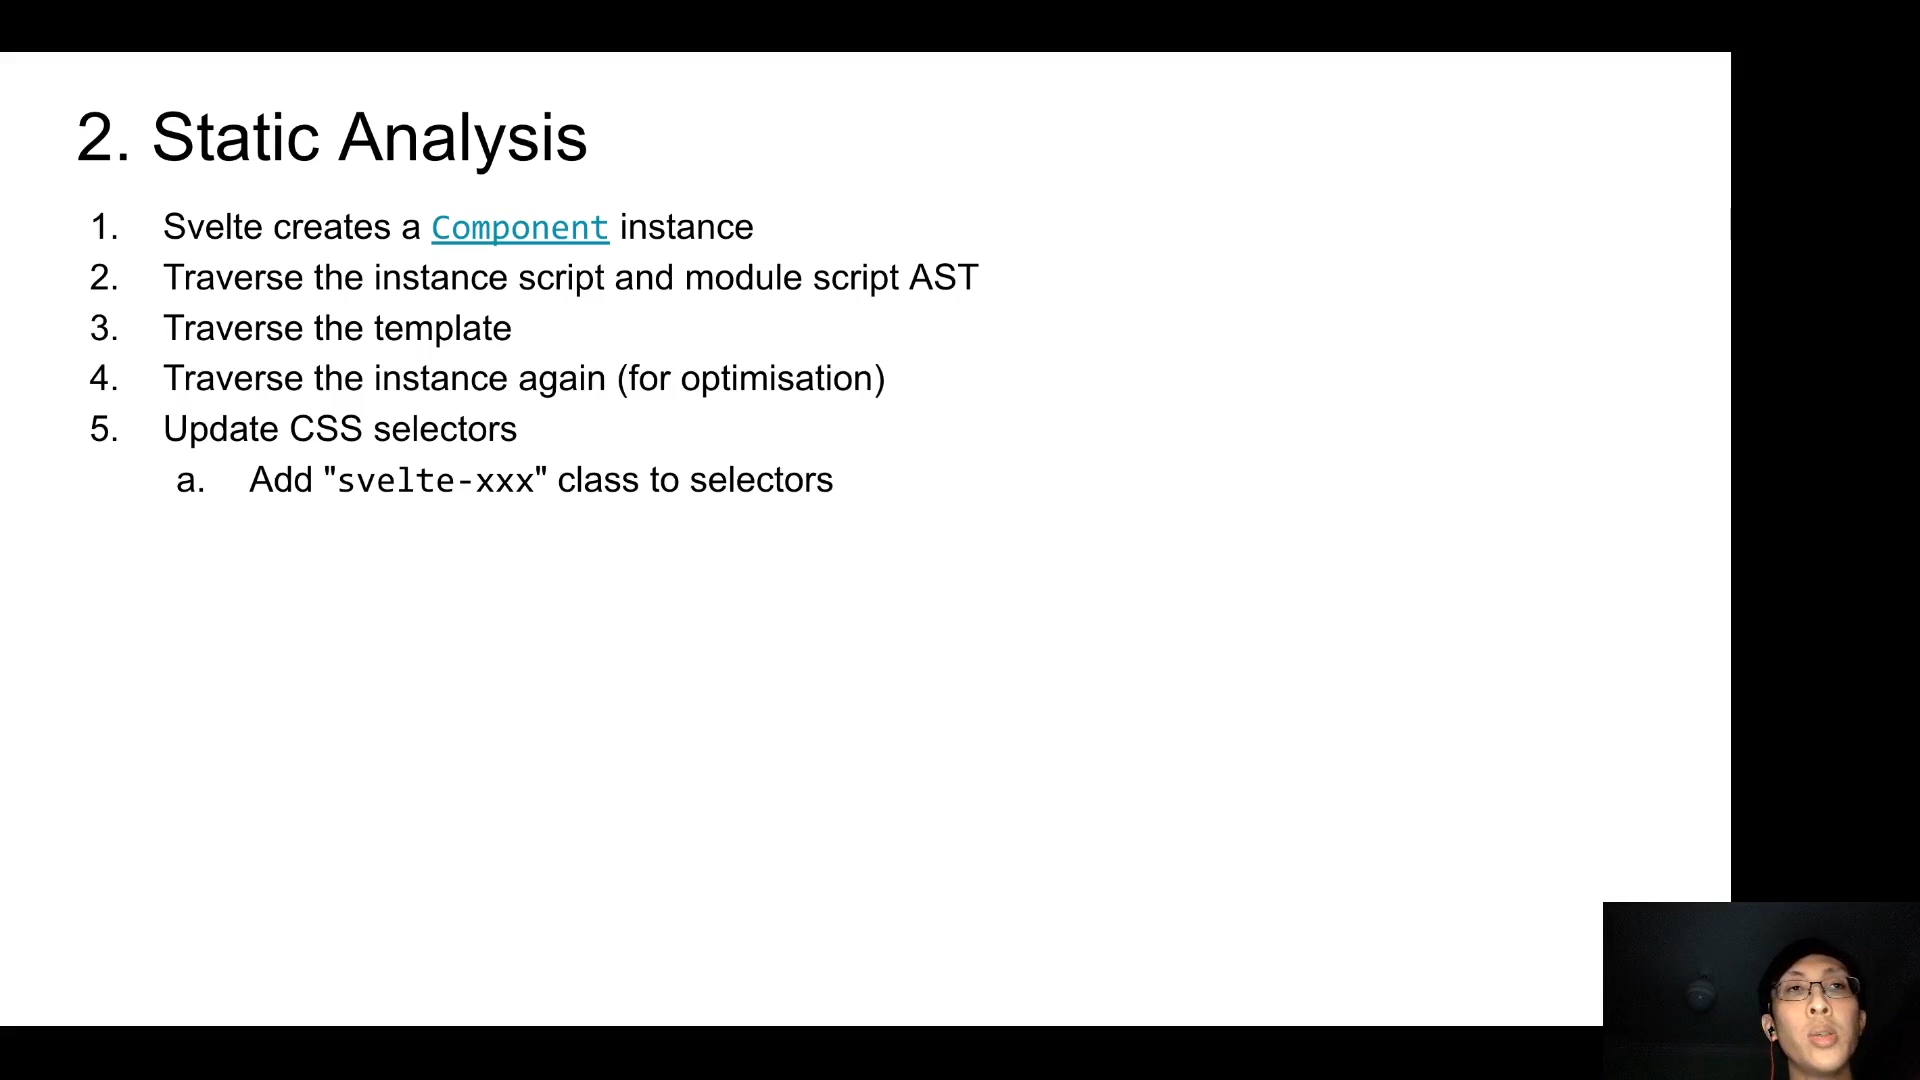 2. Static Analysis
1. Svelte creates a Component instance
2. Traverse the instance script and module script AST
3. Traverse the template
4. Traverse the instance again (for optimisation)
5. Update CSS selectors
a. Add "svelte-xxx" class to selectors